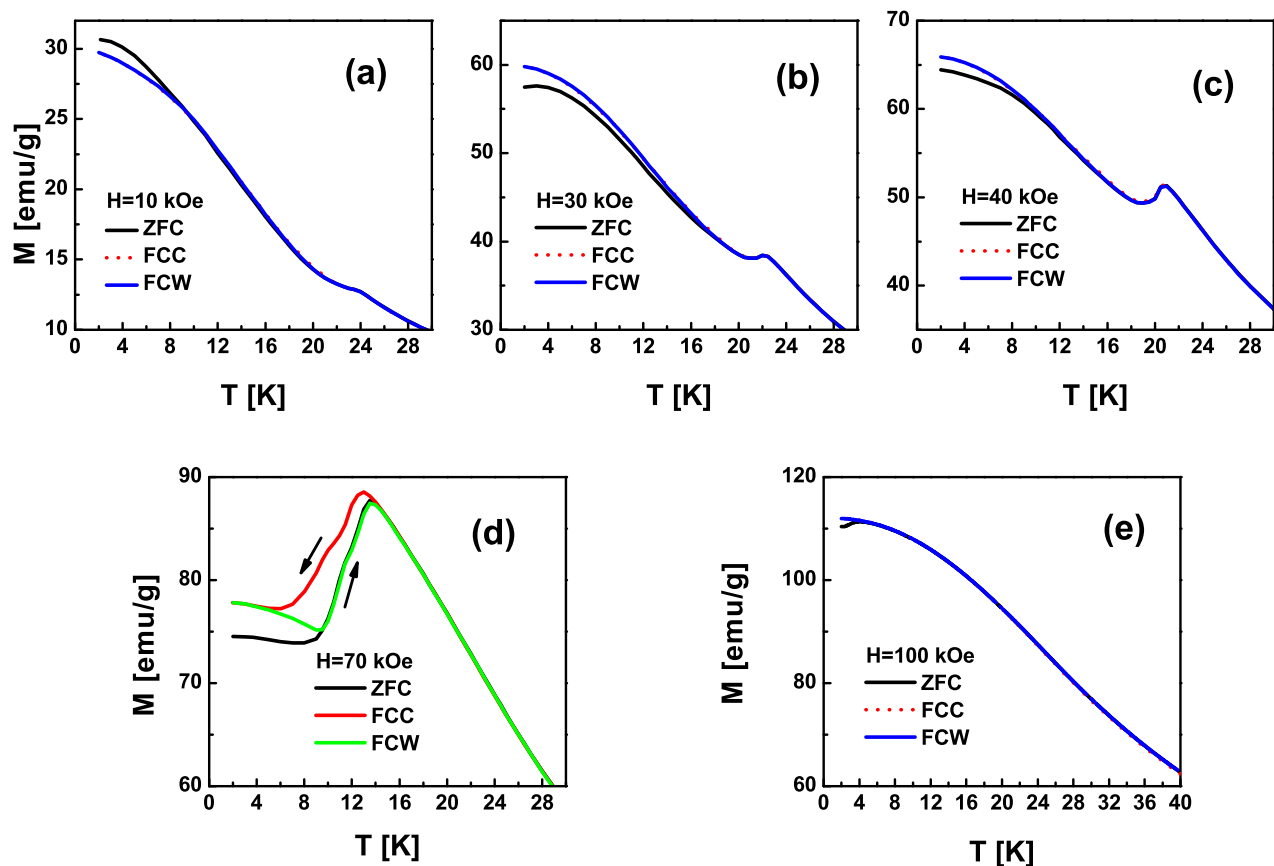 (a)
30
25
20
15
10
M [emu/g]
H=10 kOe
ZFC
FCC
FCW
0 4 8 12 16 20 24 28
T [K]
(b)
60
50
40
30
H=30 kOe
ZFC
FCC
FCW
0 4 8 12 16 20 24 28
T [K]
(c)
70
60
50
40
H=40 kOe
ZFC
FCC
FCW
0 4 8 12 16 20 24 28
T [K]
(d)
90
80
70
60
M [emu/g]
H=70 kOe
ZFC
FCC
FCW
0 4 8 12 16 20 24 28
T [K]
(e)
120
100
80
60
M [emu/g]
H=100 kOe
ZFC
FCC
FCW
0 4 8 12 16 20 24 28 32 36 40
T [K]